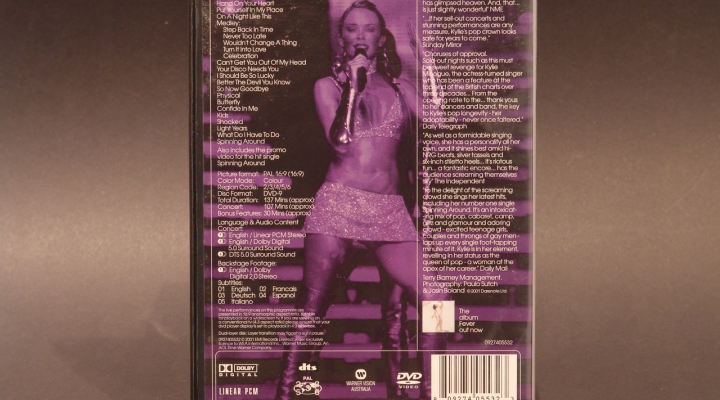 Hang On Your Heart
Put Yourself In My Place
On A Night Like This
Medley:
Step Back In Time
Never Too Late
Wouldn't Change A Thing
Turn It Into Love
Celebration
Can't Get You Out Of My Head
Your Disco Needs You
I Should Be So Lucky
Better The Devil You Know
So Now Goodbye
Physical
Butterfly
Confide In Me
Kids
Shocked
Light Years
What Do I Have To Do
Spinning Around
Also includes the promo
video for the hit single
Spinning Around
Picture format: PAL 16:9 (16:9)
Color Mode: Colour
Region Code: 2/3/4/5/6
Disc Format: DVD-9
Total Duration: 137 Mins (approx)
Concert: 107 Mins (approx)
Bonus Features: 30 Mins (approx)
Language & Audio Content
Concert:
English / Linear PCM Stereo
English / Dolby Digital
5.0 Surround Sound
DTS 5.0 Surround Sound
Backstage Footage:
English / Dolby
Digital 2.0 Stereo
Subtitles:
01 English 02 Francais
03 Deutsch 04 Espanol
05 Italiano
has glimpsed heaven. And, that...
is just slightly wonderful" NME
"...If her sell-out concerts and
stunning performances are any
measure, Kylie's pop crown looks
safe for years to come."
Sunday Mirror
"Choruses of approval.
Sold-out nights such as this must
be sweet revenge for Kylie
Minogue, the actress-turned singer
who has been a feature at the
top end of the British charts over
three decades... From the
opening note to the... thank yous
to her dancers and band, the key
to Kylie's pop longevity - her
adaptability - never once faltered."
Daily Telegraph
"As well as a formidable singing
voice, she has a personality all her
own, and it shines best amid hi-
NRG beats, silver tassels and
six-inch stiletto heels... it's riotous
fun... a fantastic encore... has the
audience screaming themselves
silly" The Independent
"To the delight of the screaming
crowd she sings her latest hits,
including her number one single
Spinning Around. It's an intoxicat-
ing mix of pop, cabaret, camp,
glitz and glamour and adoring
crowd - excited teenage girls,
couples and throngs of gay men -
laps up every single foot-tapping
minute of it. Kylie is in her element,
revelling in her status as the
queen of pop - a woman at the
apex of her career." Daily Mail
Terry Blamey Management.
Photography: Paulo Sutch
& Jasin Boland © 2001 Darenote Ltd.
The
album
Fever
out now
0927405532
DOLBY
DIGITAL
LINEAR PCM
dts
PAL
WARNER VISION
AUSTRALIA
DVD
VIDEO
9 09274 05532 3